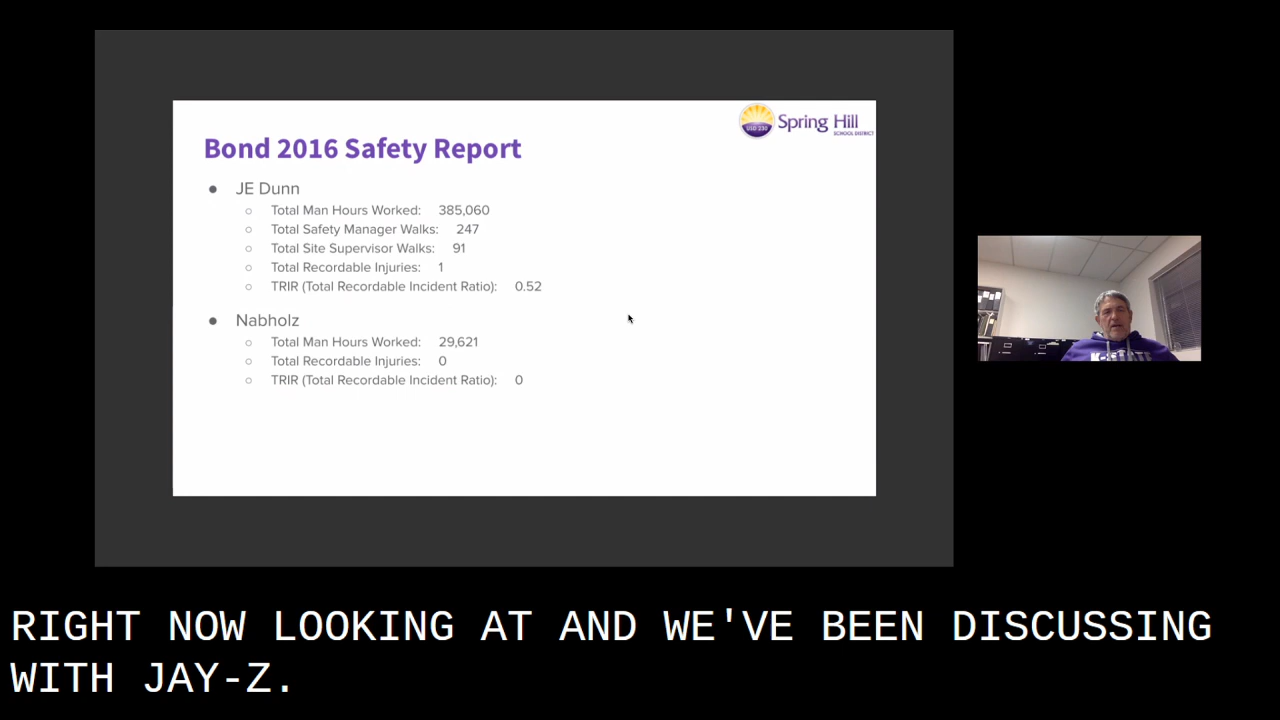 Spring Hill
SCHOOL DISTRICT
USD 230
Bond 2016 Safety Report
JE Dunn
Total Man Hours Worked: 385,060
Total Safety Manager Walks: 247
Total Site Supervisor Walks: 91
Total Recordable Injuries: 1
TRIR (Total Recordable Incident Ratio): 0.52
Nabholz
Total Man Hours Worked: 29,621
Total Recordable Injuries: 0
TRIR (Total Recordable Incident Ratio): 0
RIGHT NOW LOOKING AT AND WE'VE BEEN DISCUSSING
WITH JAY-Z.